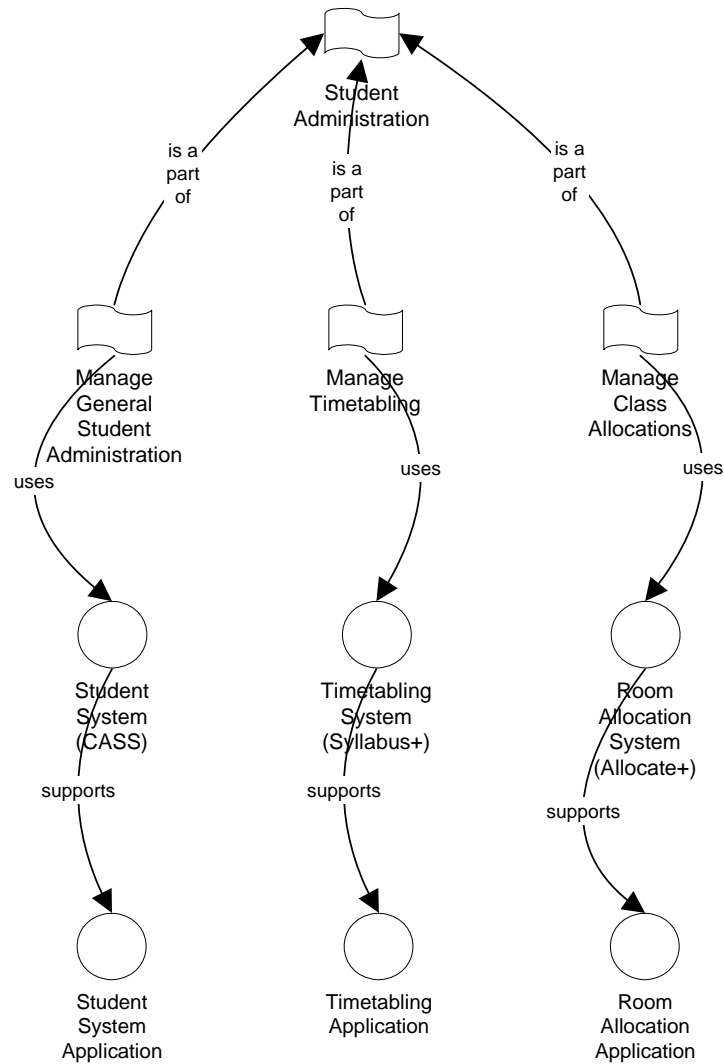 Student
Administration
is a
part
of
is a
part
of
is a
part
of
Manage
General
Student
Administration
Manage
Timetabling
Manage
Class
Allocations
uses
uses
uses
Student
System
(CASS)
Timetabling
System
(Syllabus+)
Room
Allocation
System
(Allocate+)
supports
supports
supports
Student
System
Application
Timetabling
Application
Room
Allocation
Application